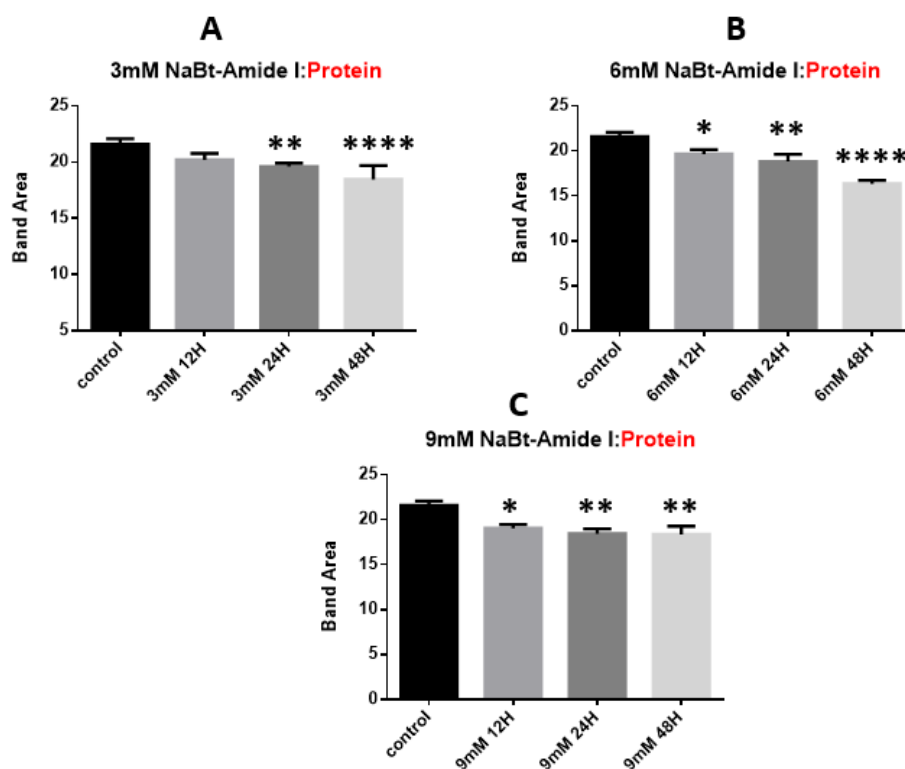 A
3mM NaBt-Amide I:Protein
Band Area
25
20
15
10
5
** ****
control
3mM 12H
3mM 24H
3mM 48H
B
6mM NaBt-Amide I:Protein
Band Area
25
20
15
10
5
0
* ** ****
control
6mM 12H
6mM 24H
6mM 48H
C
9mM NaBt-Amide I:Protein
Band Area
25
20
15
10
5
0
* ** **
control
9mM 12H
9mM 24H
9mM 48H